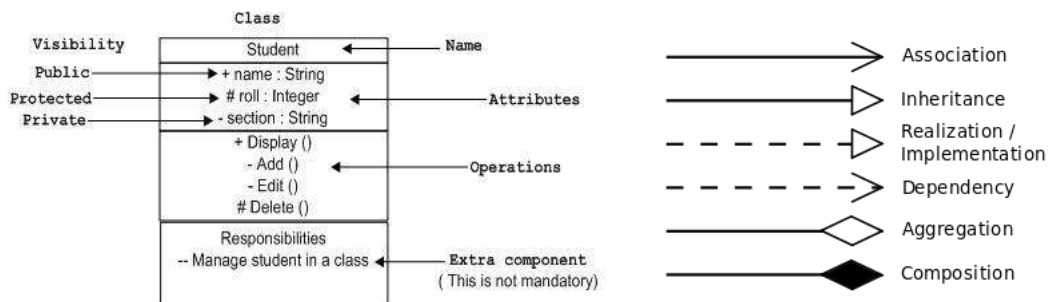 Class
Visibility
Student
Name
Public
+ name : String
Protected
# roll : Integer
Attributes
Private
- section : String
+ Display ()
- Add ()
Operations
- Edit ()
# Delete ()
Responsibilities
-- Manage student in a class
Extra component
( This is not mandatory)
Association
Inheritance
Realization /
Implementation
Dependency
Aggregation
Composition